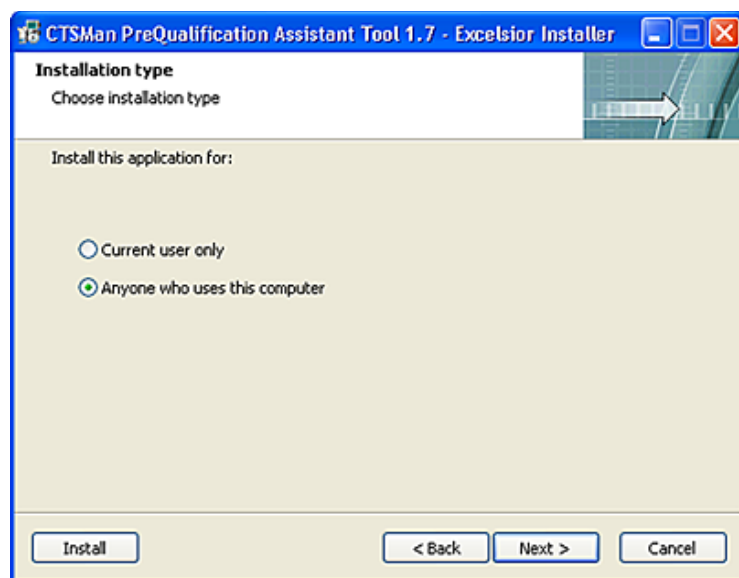 CTSMan PreQualification Assistant Tool 1.7 - Excelsior Installer
Installation type
Choose installation type
Install this application for:
Current user only
Anyone who uses this computer
Install
< Back
Next >
Cancel